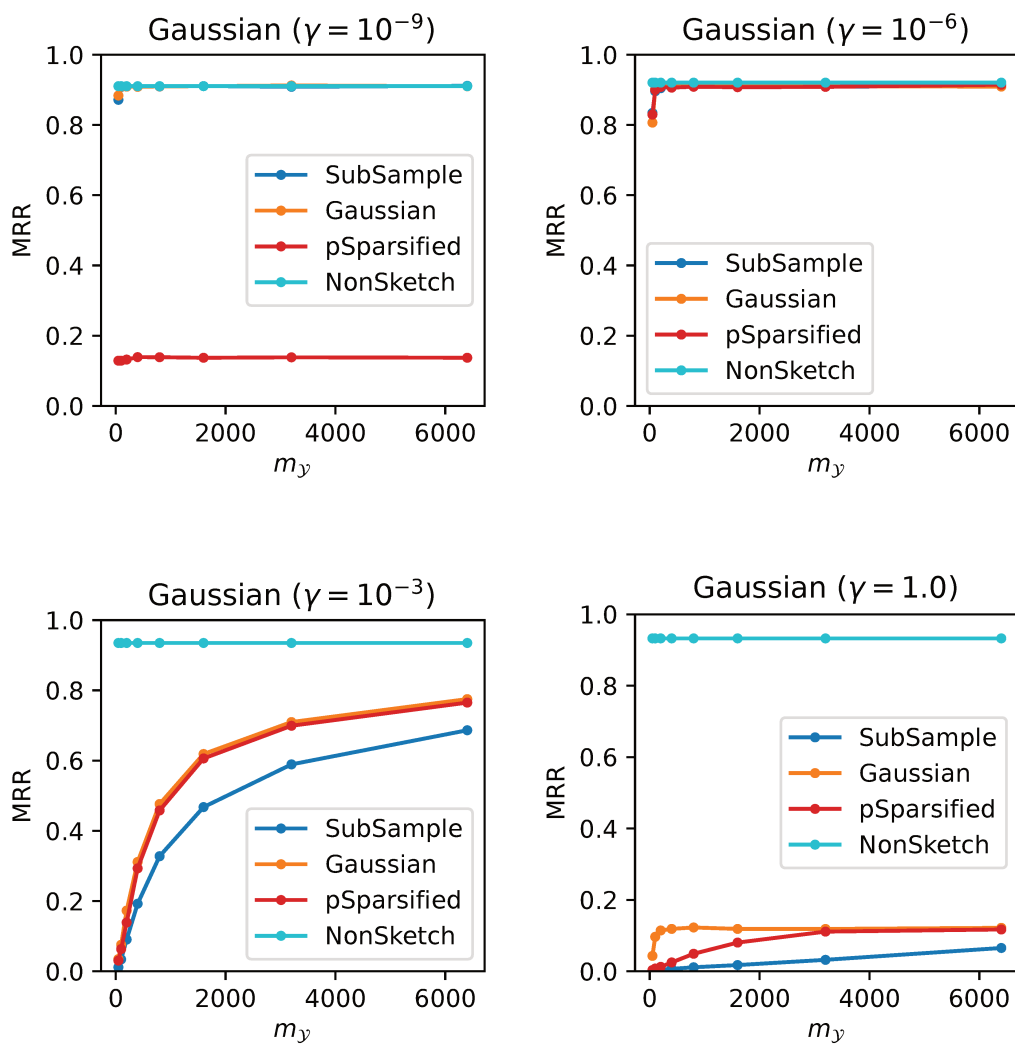 Gaussian (γ = 10⁻⁹)
1.0
0.8
0.6
0.4
0.2
0.0
MRR
SubSample
Gaussian
pSparsified
NonSketch
0 2000 4000 6000
m𝒴
Gaussian (γ = 10⁻⁶)
1.0
0.8
0.6
0.4
0.2
0.0
MRR
SubSample
Gaussian
pSparsified
NonSketch
0 2000 4000 6000
m𝒴
Gaussian (γ = 10⁻³)
1.0
0.8
0.6
0.4
0.2
0.0
MRR
SubSample
Gaussian
pSparsified
NonSketch
0 2000 4000 6000
m𝒴
Gaussian (γ = 1.0)
1.0
0.8
0.6
0.4
0.2
0.0
MRR
SubSample
Gaussian
pSparsified
NonSketch
0 2000 4000 6000
m𝒴